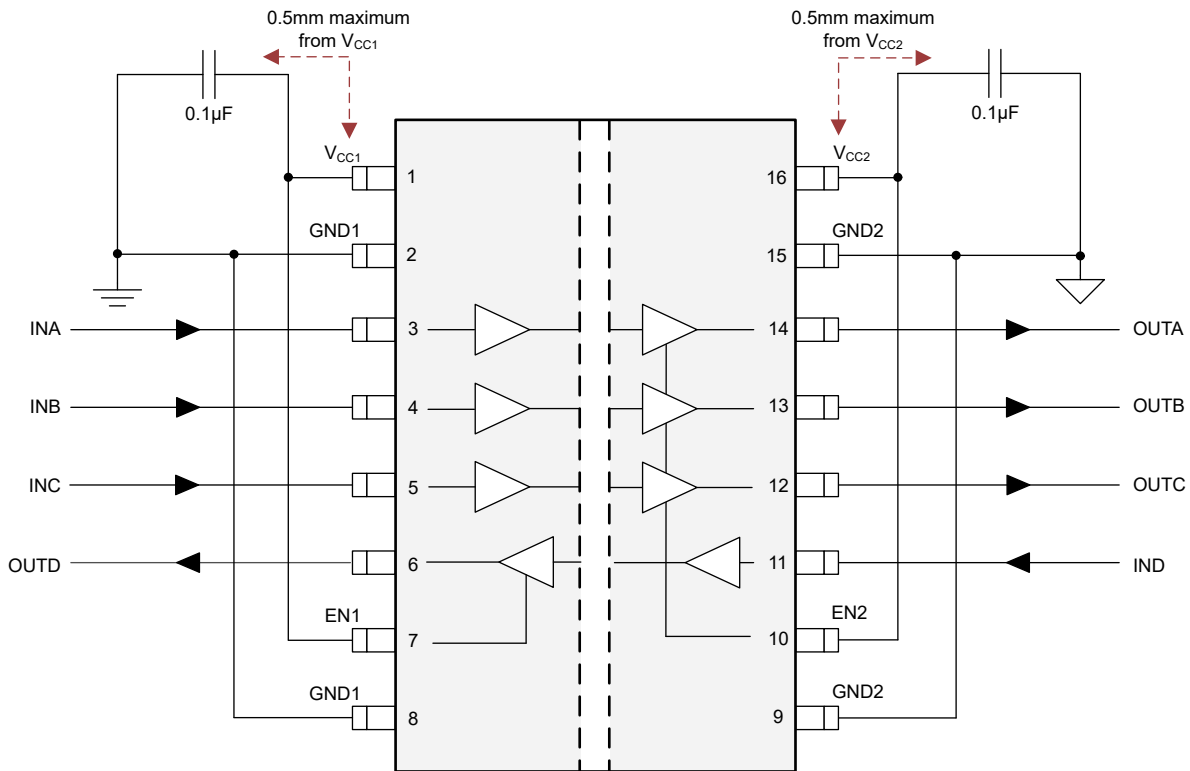 0.5mm maximum
from VCC1
0.5mm maximum
from VCC2
0.1µF
0.1µF
VCC1
VCC2
1
16
GND1
GND2
2
15
INA
3
14
OUTA
INB
4
13
OUTB
INC
5
12
OUTC
OUTD
6
11
IND
EN1
EN2
7
10
GND1
GND2
8
9